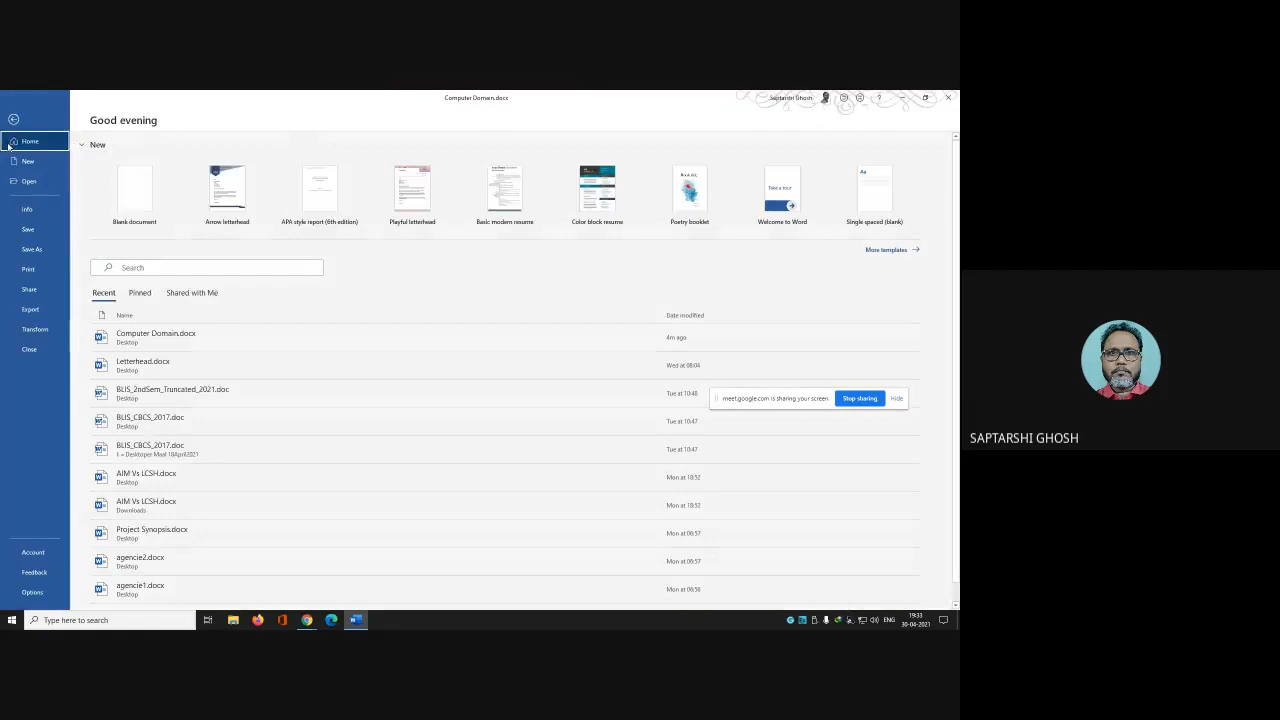 Computer Domain.docx
Saptarshi Ghosh
?
Good evening
Home
New
Open
Info
Save
Save As
Print
Share
Export
Transform
Close
Account
Feedback
Options
New
Blank document
Arrow letterhead
APA style report (6th edition)
Playful letterhead
Basic modern resume
Color block resume
Poetry booklet
Take a tour
Welcome to Word
Aa
Single spaced (blank)
More templates
Search
Recent Pinned Shared with Me
Name Date modified
Computer Domain.docx
Desktop
4m ago
Letterhead.docx
Desktop
Wed at 08:04
BLIS_2ndSem_Truncated_2021.doc
Desktop
Tue at 10:48
BLIS_CBCS_2017.doc
Desktop
Tue at 10:47
BLIS_CBCS_2017.doc
Tue at 10:47
AIM Vs LCSH.docx
Desktop
Mon at 18:52
AIM Vs LCSH.docx
Downloads
Mon at 18:52
Project Synopsis.docx
Desktop
Mon at 06:57
agencie2.docx
Desktop
Mon at 06:57
agencie1.docx
Desktop
Mon at 06:56
meet.google.com is sharing your screen.
Stop sharing
Hide
Type here to search
ENG
19:33
30-04-2021
SAPTARSHI GHOSH